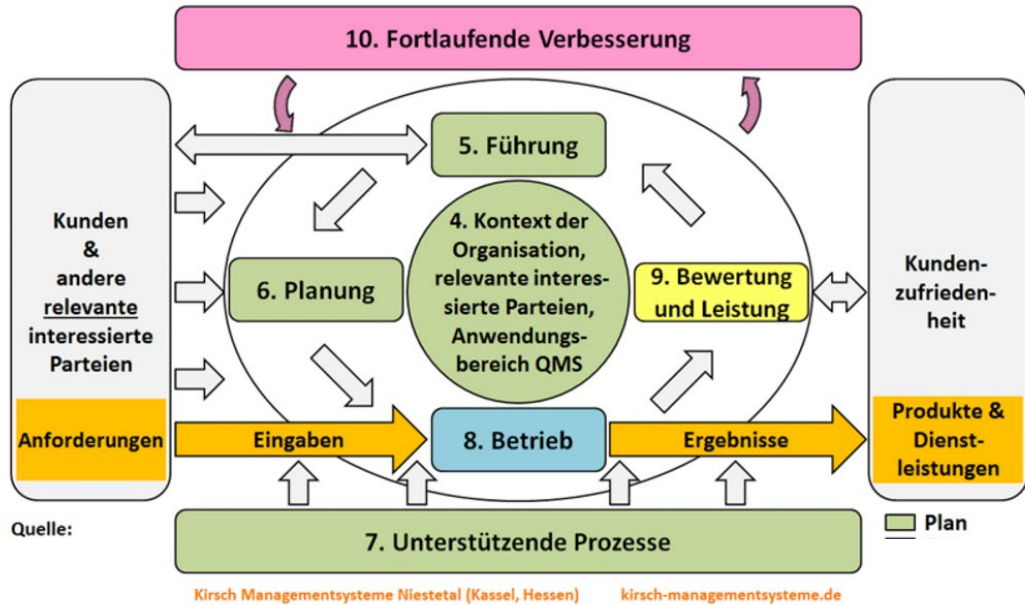 10. Fortlaufende Verbesserung
Kunden
&
andere
relevante
interessierte
Parteien
Anforderungen
5. Führung
4. Kontext der
Organisation,
relevante interes-
sierte Parteien,
Anwendungs-
bereich QMS
6. Planung
9. Bewertung
und Leistung
Eingaben
8. Betrieb
Ergebnisse
Kunden-
zufrieden-
heit
Produkte &
Dienst-
leistungen
Quelle:
7. Unterstützende Prozesse
Plan
Kirsch Managementsysteme Niestetal (Kassel, Hessen) kirsch-managementsysteme.de